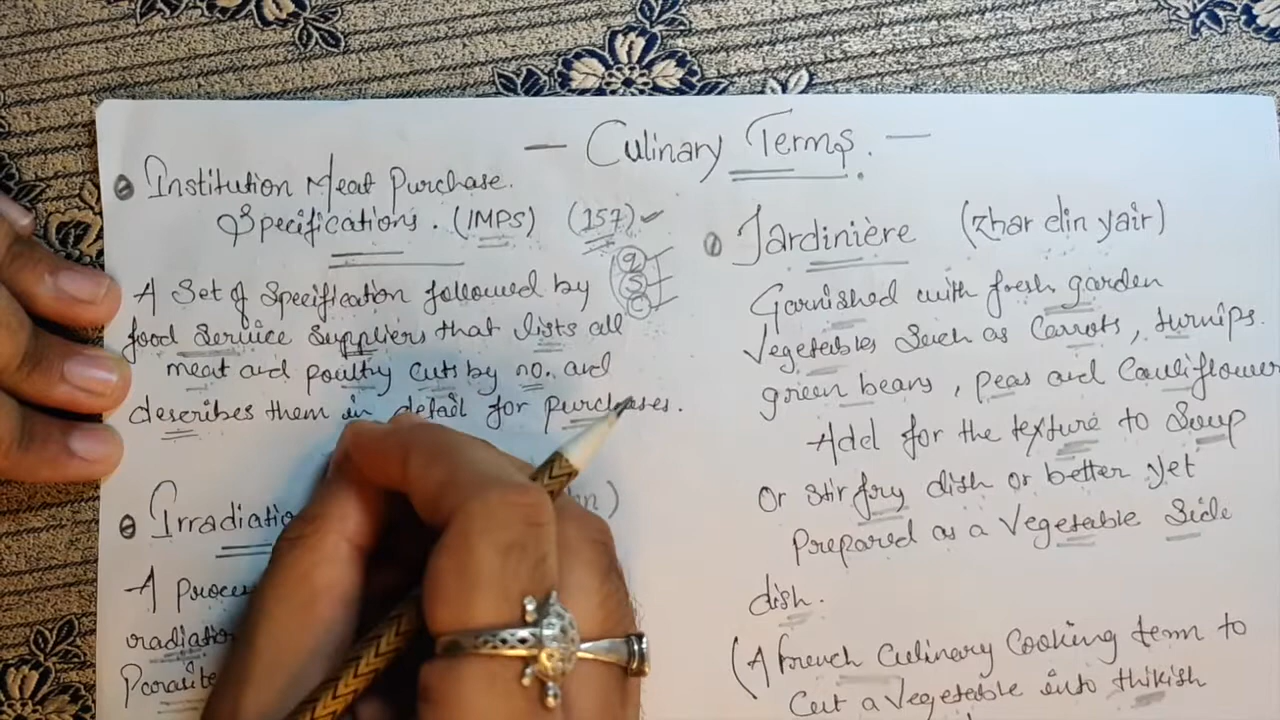 — Culinary Terms. —
Institution Meat Purchase.
Specifications. (IMPS) (157)
A Set of Specification followed by
food Service Suppliers that lists all
meat and poultry cuts by no. and
describes them in detail for purchases.
Irradiatio
A proces
iradiation
Parasite
Jardinière (zhar din yair)
Garnished with fresh garden
Vegetables Such as Carrots, turnips.
green beans, peas and Cauliflower
Add for the texture to Soup
Or stir fry dish or better yet
Prepared as a Vegetable Side
dish.
(A french Culinary Cooking term to
Cut a Vegetable into thikish